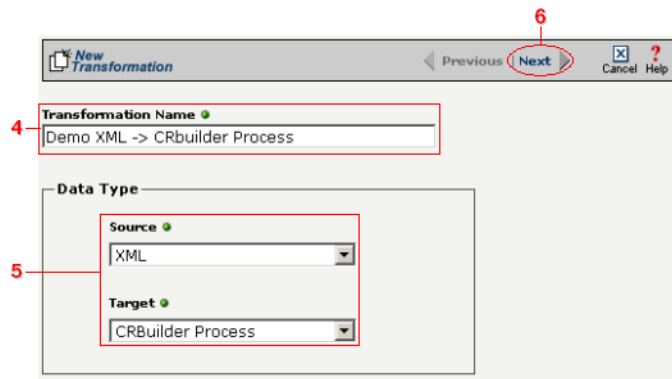 6
New
Transformation
Previous | Next
Cancel Help
4
Transformation Name
Demo XML -> CRbuilder Process
Data Type
5
Source
XML
Target
CRBuilder Process